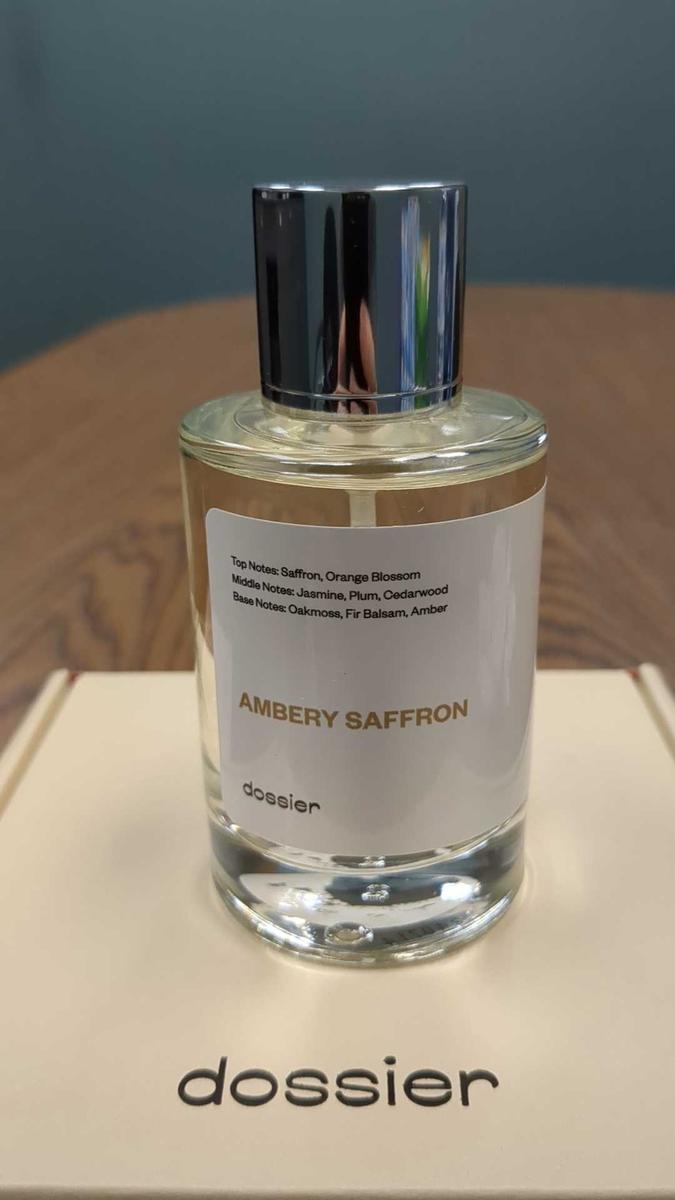 Top Notes: Saffron, Orange Blossom
Middle Notes: Jasmine, Plum, Cedarwood
Base Notes: Oakmoss, Fir Balsam, Amber
AMBERY SAFFRON
dossier
dossier